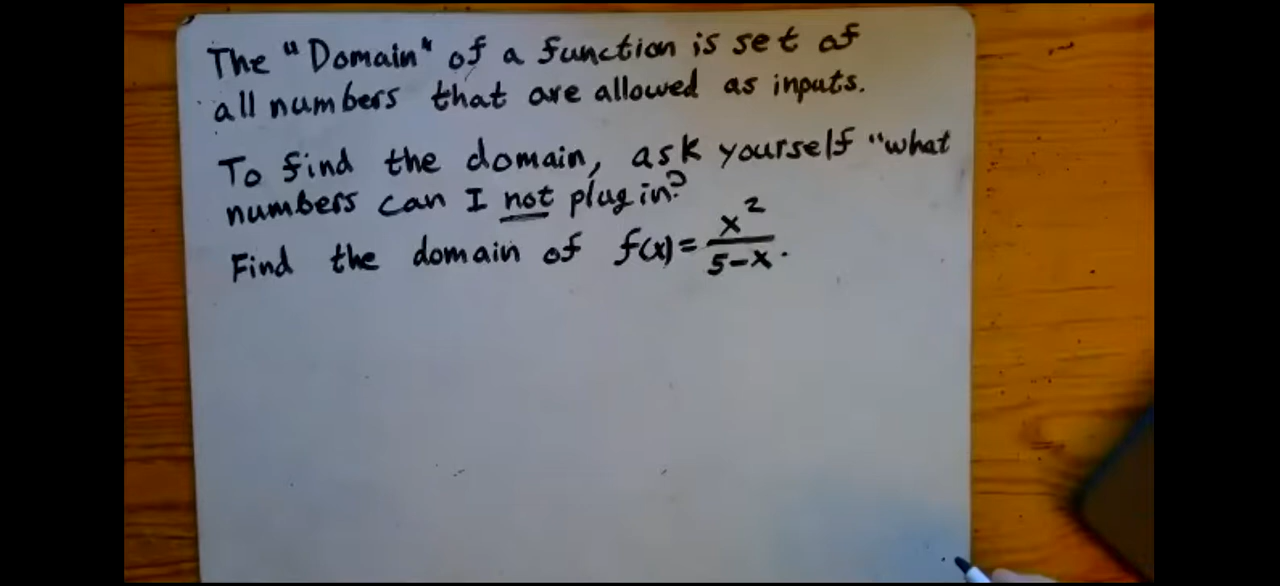 The "Domain" of a function is set of
all numbers that are allowed as inputs.
To find the domain, ask yourself "what
numbers can I not plug in?
Find the domain of f(x)= x²/5-x.